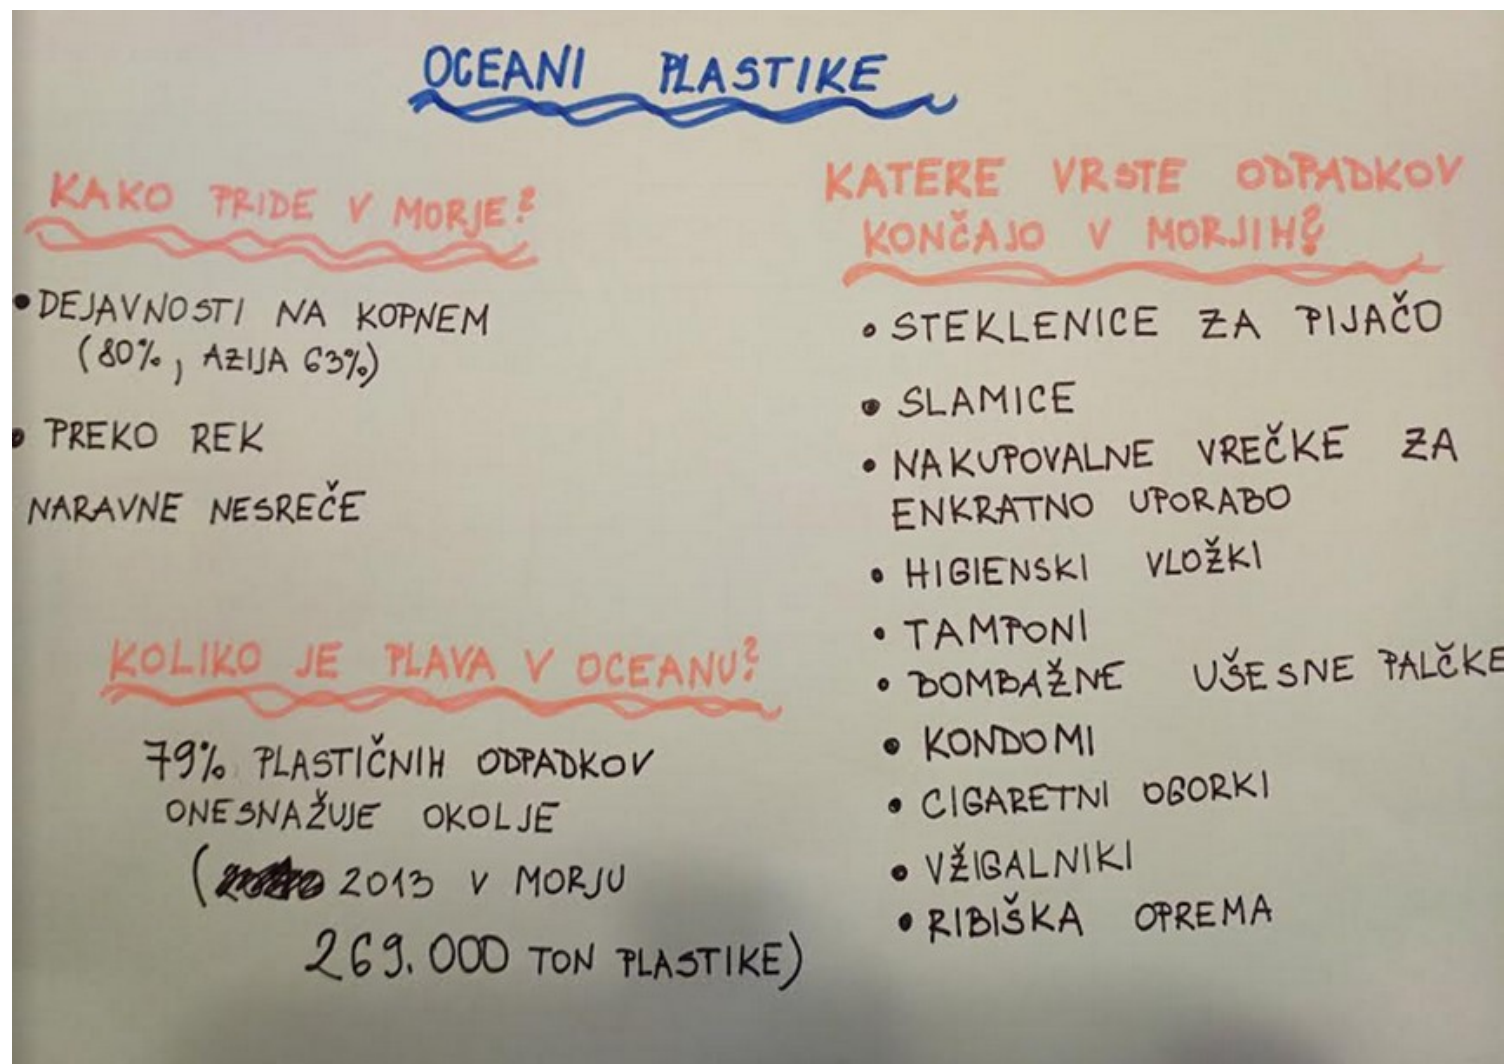 OCEANI PLASTIKE
KAKO PRIDE V MORJE?
• DEJAVNOSTI NA KOPNEM
(80%, AZIJA 63%)
• PREKO REK
NARAVNE NESREČE
KOLIKO JE PLAVA V OCEANU?
79% PLASTIČNIH ODPADKOV
ONESNAŽUJE OKOLJE
( 2013 V MORJU
269.000 TON PLASTIKE)
KATERE VRSTE ODPADKOV
KONČAJO V MORJIH?
• STEKLENICE ZA PIJAČO
• SLAMICE
• NAKUPOVALNE VREČKE ZA
ENKRATNO UPORABO
• HIGIENSKI VLOŽKI
• TAMPONI
• BOMBAŽNE UŠESNE PALČKE
• KONDOMI
• CIGARETNI OGORKI
• VŽIGALNIKI
• RIBIŠKA OPREMA